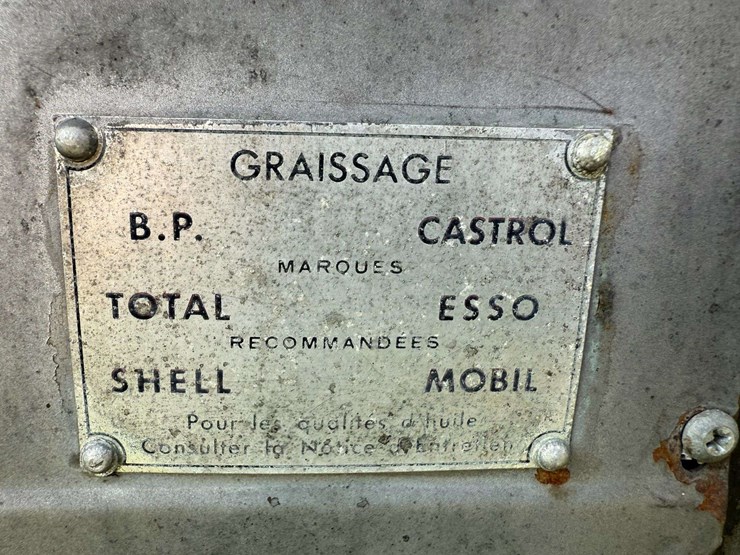 GRAISSAGE
B.P. CASTROL
MARQUES
TOTAL ESSO
RECOMMANDÉES
SHELL MOBIL
Pour les qualités d'huile
Consulter la Notice d'Entretien